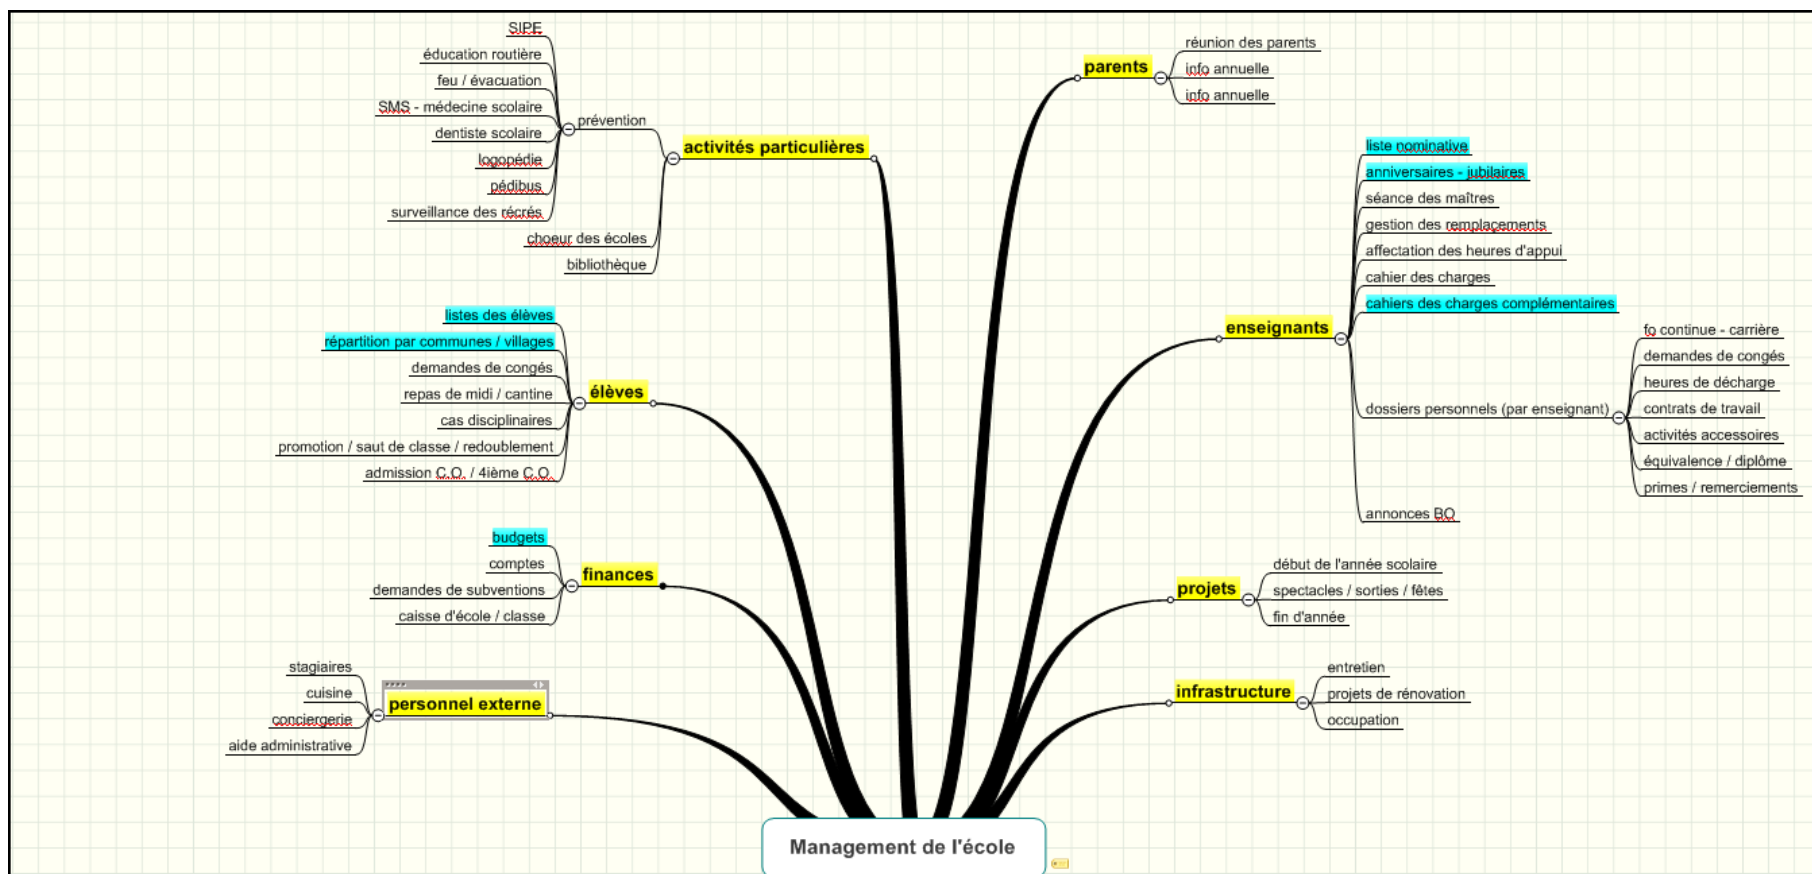 SIPE
éducation routière
feu / évacuation
SMS - médecine scolaire
dentiste scolaire
logopédie
pédibus
surveillance des récrés
prévention
choeur des écoles
bibliothèque
activités particulières
listes des élèves
répartition par communes / villages
demandes de congés
repas de midi / cantine
cas disciplinaires
promotion / saut de classe / redoublement
admission C.O. / 4ième C.O.
élèves
budgets
comptes
demandes de subventions
caisse d'école / classe
finances
stagiaires
cuisine
conciergerie
aide administrative
personnel externe
parents
réunion des parents
info annuelle
info annuelle
enseignants
liste nominative
anniversaires - jubilaires
séance des maîtres
gestion des remplaçements
affectation des heures d'appui
cahier des charges
cahiers des charges complémentaires
dossiers personnels (par enseignant)
fo continue - carrière
demandes de congés
heures de décharge
contrats de travail
activités accessoires
équivalence / diplôme
primes / remerciements
annonces BO
projets
début de l'année scolaire
spectacles / sorties / fêtes
fin d'année
infrastructure
entretien
projets de rénovation
occupation
Management de l'école